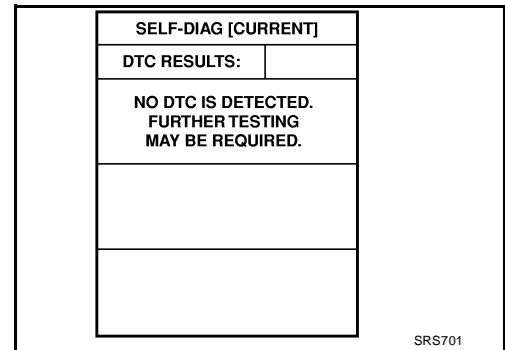 SELF-DIAG [CURRENT]
DTC RESULTS:
NO DTC IS DETECTED.
FURTHER TESTING
MAY BE REQUIRED.
SRS701